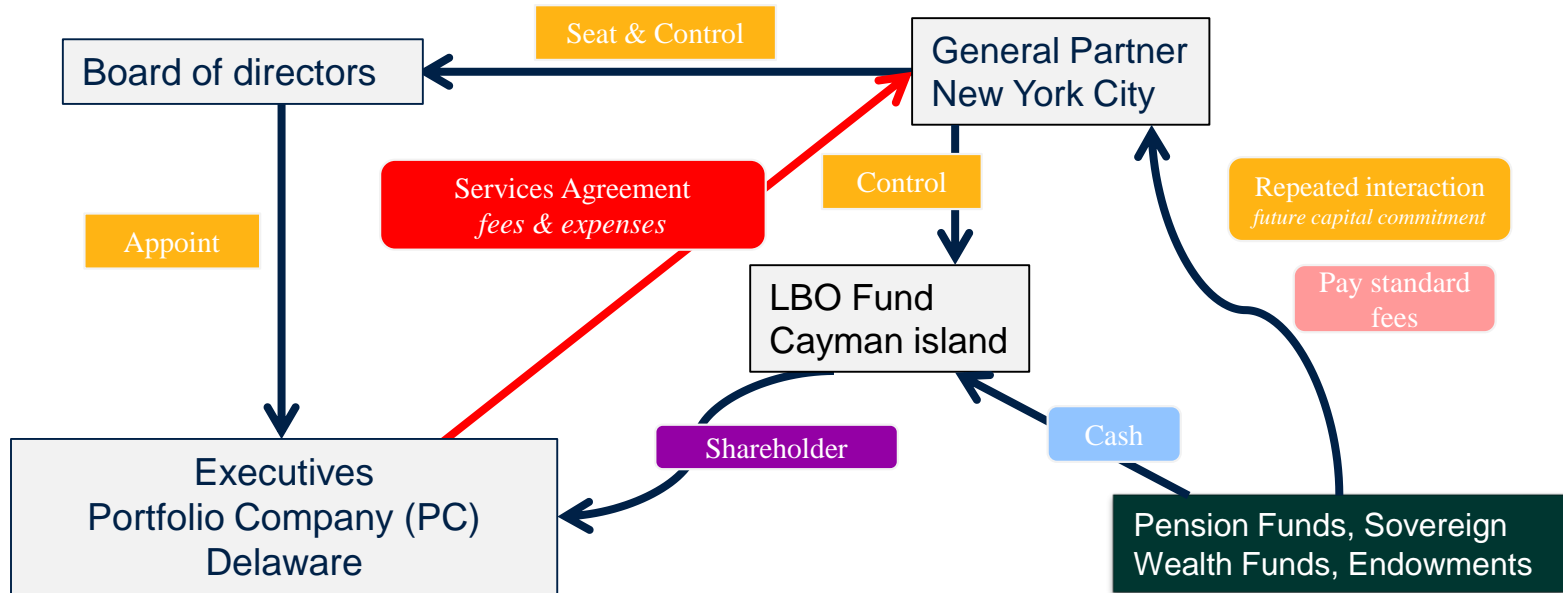 Seat & Control
Board of directors
General Partner
New York City
Services Agreement
fees & expenses
Control
Repeated interaction
future capital commitment
Appoint
Pay standard
fees
LBO Fund
Cayman island
Shareholder
Cash
Executives
Portfolio Company (PC)
Delaware
Pension Funds, Sovereign
Wealth Funds, Endowments